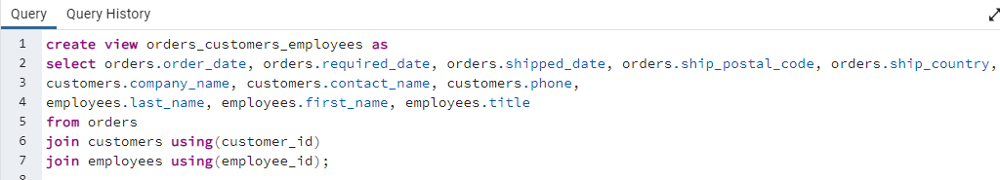 Query Query History
1 create view orders_customers_employees as
2 select orders.order_date, orders.required_date, orders.shipped_date, orders.ship_postal_code, orders.ship_country,
3 customers.company_name, customers.contact_name, customers.phone,
4 employees.last_name, employees.first_name, employees.title
5 from orders
6 join customers using(customer_id)
7 join employees using(employee_id);
8